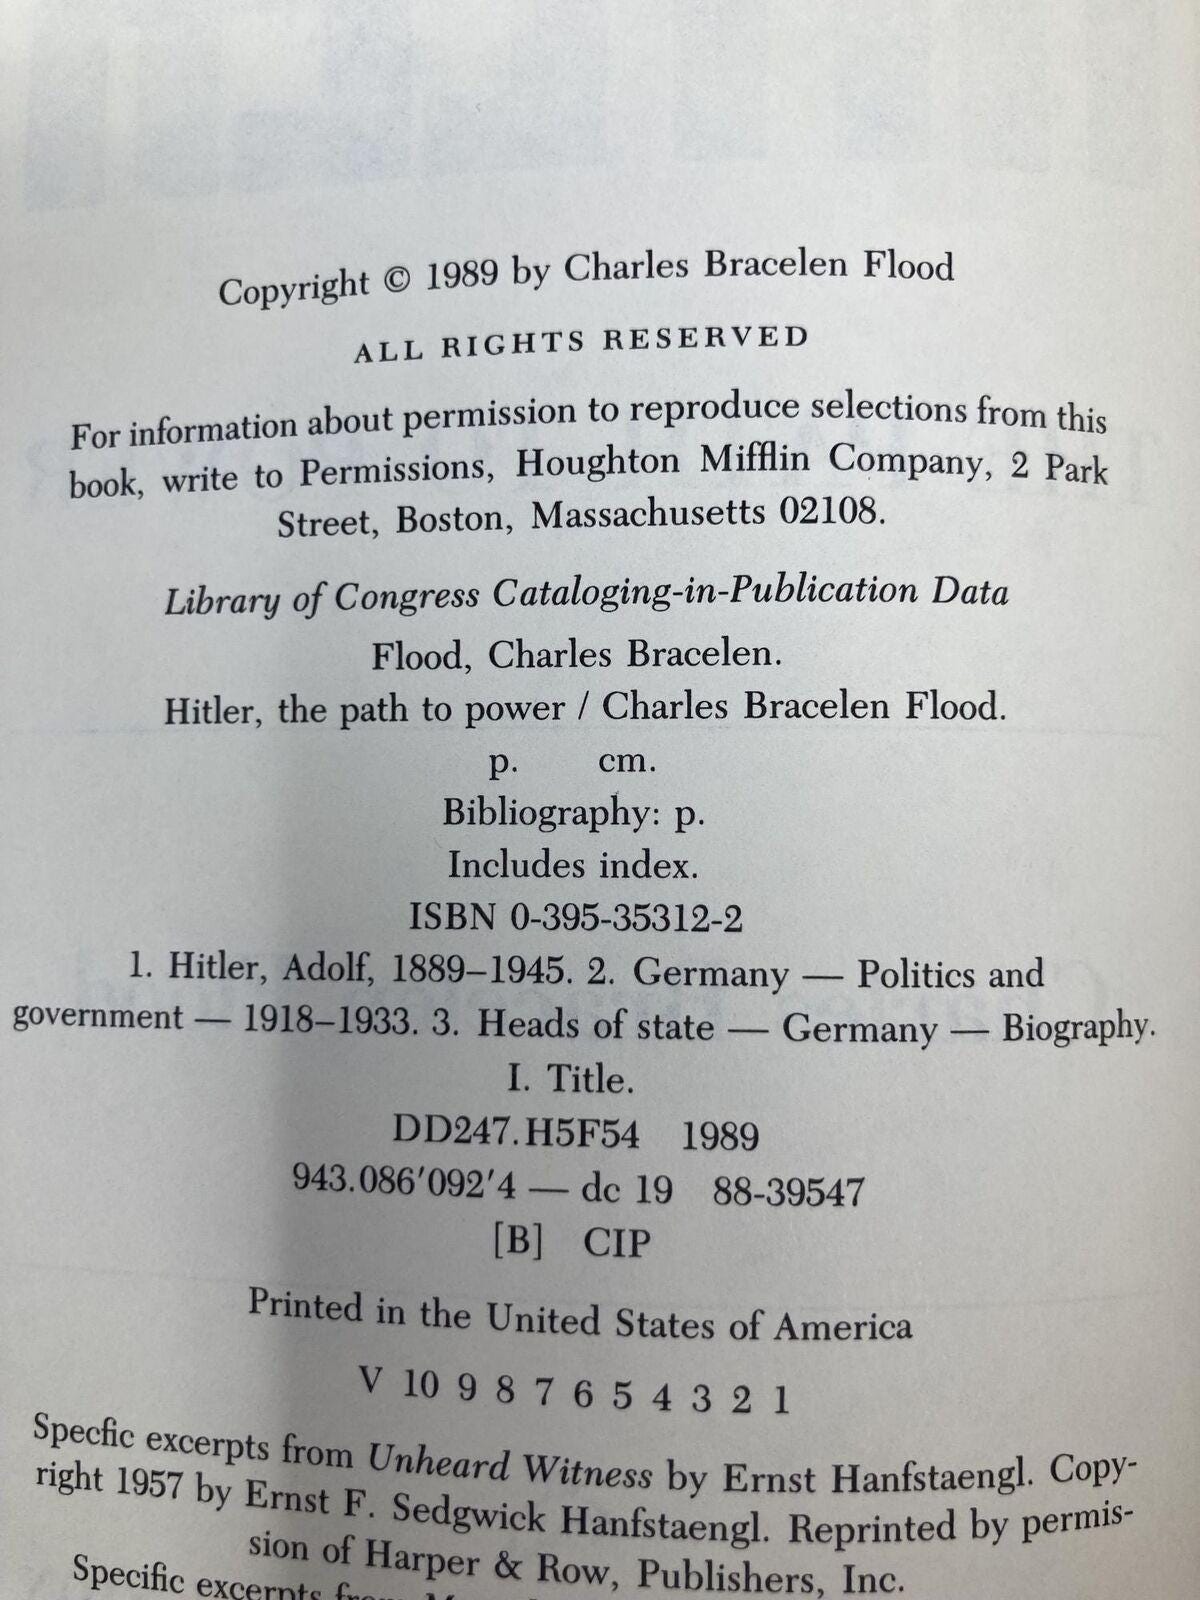 Copyright © 1989 by Charles Bracelen Flood
ALL RIGHTS RESERVED
For information about permission to reproduce selections from this
book, write to Permissions, Houghton Mifflin Company, 2 Park
Street, Boston, Massachusetts 02108.
Library of Congress Cataloging-in-Publication Data
Flood, Charles Bracelen.
Hitler, the path to power / Charles Bracelen Flood.
p. cm.
Bibliography: p.
Includes index.
ISBN 0-395-35312-2
1. Hitler, Adolf, 1889–1945. 2. Germany — Politics and
government — 1918–1933. 3. Heads of state — Germany — Biography.
I. Title.
DD247.H5F54 1989
943.086'092'4 — dc 19 88-39547
[B] CIP
Printed in the United States of America
V 10 9 8 7 6 5 4 3 2 1
Specfic excerpts from Unheard Witness by Ernst Hanfstaengl. Copy-
right 1957 by Ernst F. Sedgwick Hanfstaengl. Reprinted by permis-
sion of Harper & Row, Publishers, Inc.
Specific excerpts from